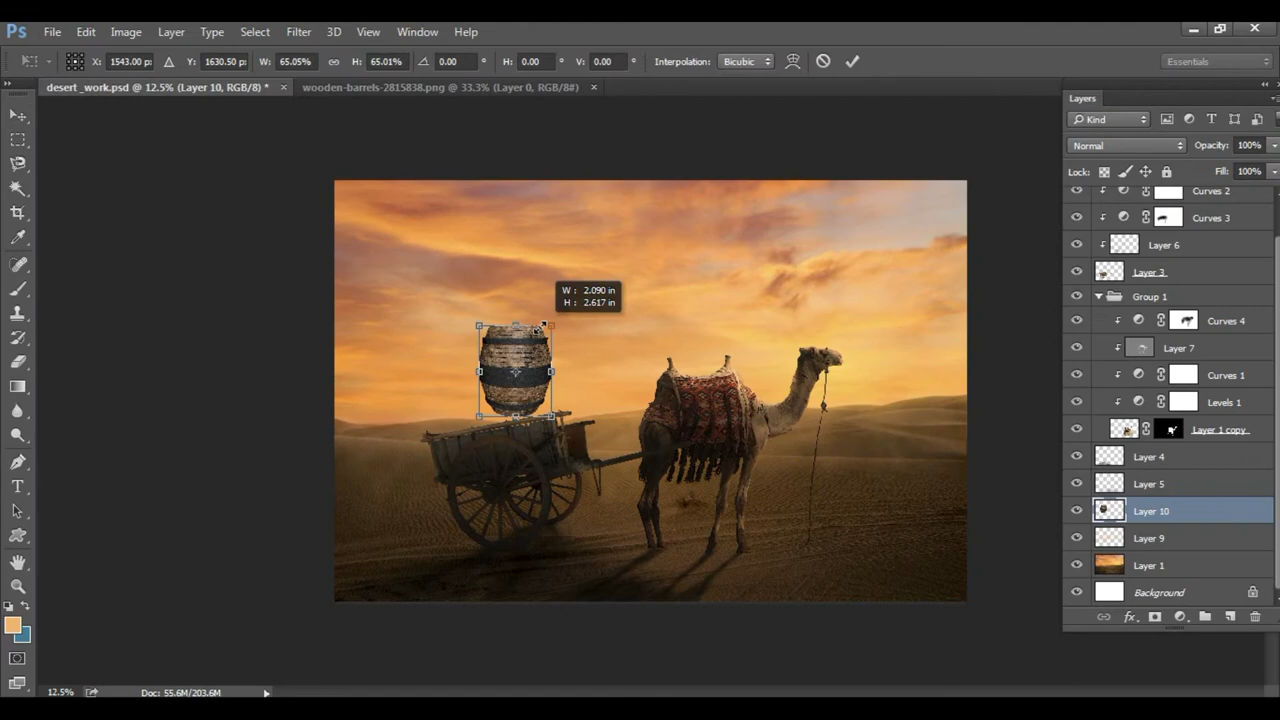 Ps File Edit Image Layer Type Select Filter 3D View Window Help
X: 1543.00 px Y: 1630.50 px W: 65.05% H: 65.01% 0.00 ° H: 0.00 ° V: 0.00 ° Interpolation: Bicubic Essentials
desert _work.psd @ 12.5% (Layer 10, RGB/8) * × wooden-barrels-2815838.png @ 33.3% (Layer 0, RGB/8#) ×
Layers
Kind
Normal Opacity: 100%
Lock: Fill: 100%
Curves 2
Curves 3
Layer 6
Layer 3
Group 1
Curves 4
Layer 7
Curves 1
Levels 1
Layer 1 copy
Layer 4
Layer 5
Layer 10
Layer 9
Layer 1
Background
W : 2.090 in
H : 2.617 in
12.5% Doc: 55.6M/203.6M